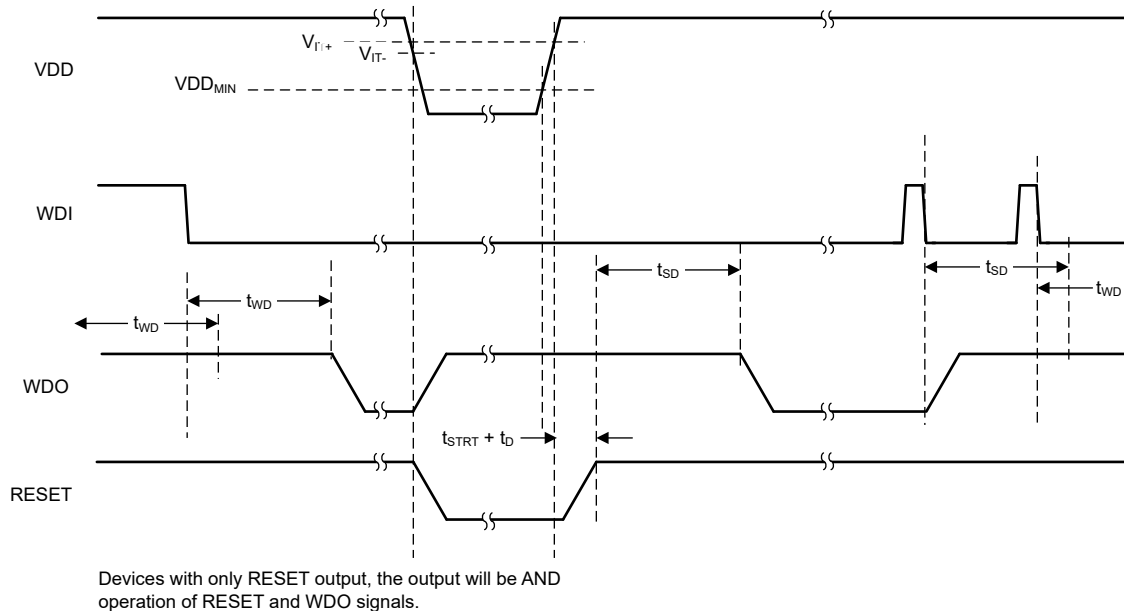 V_IT+
V_IT-
VDD
VDD_MIN
WDI
t_SD
t_SD
t_WD
t_WD
t_WD
WDO
t_STRT + t_D
RESET
Devices with only RESET output, the output will be AND
operation of RESET and WDO signals.